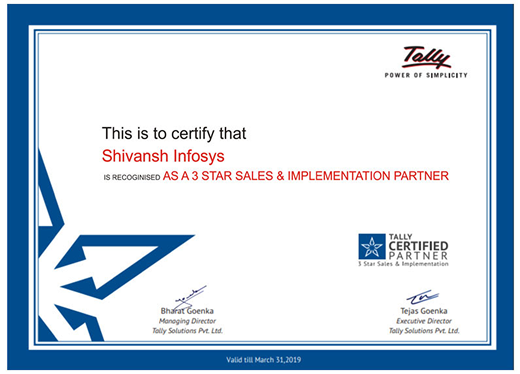 Tally
POWER OF SIMPLICITY
This is to certify that
Shivansh Infosys
IS RECOGINISED AS A 3 STAR SALES & IMPLEMENTATION PARTNER
TALLY
CERTIFIED
PARTNER
3 Star Sales & Implementation
Bharat Goenka
Managing Director
Tally Solutions Pvt. Ltd.
Tejas Goenka
Executive Director
Tally Solutions Pvt. Ltd.
Valid till March 31,2019